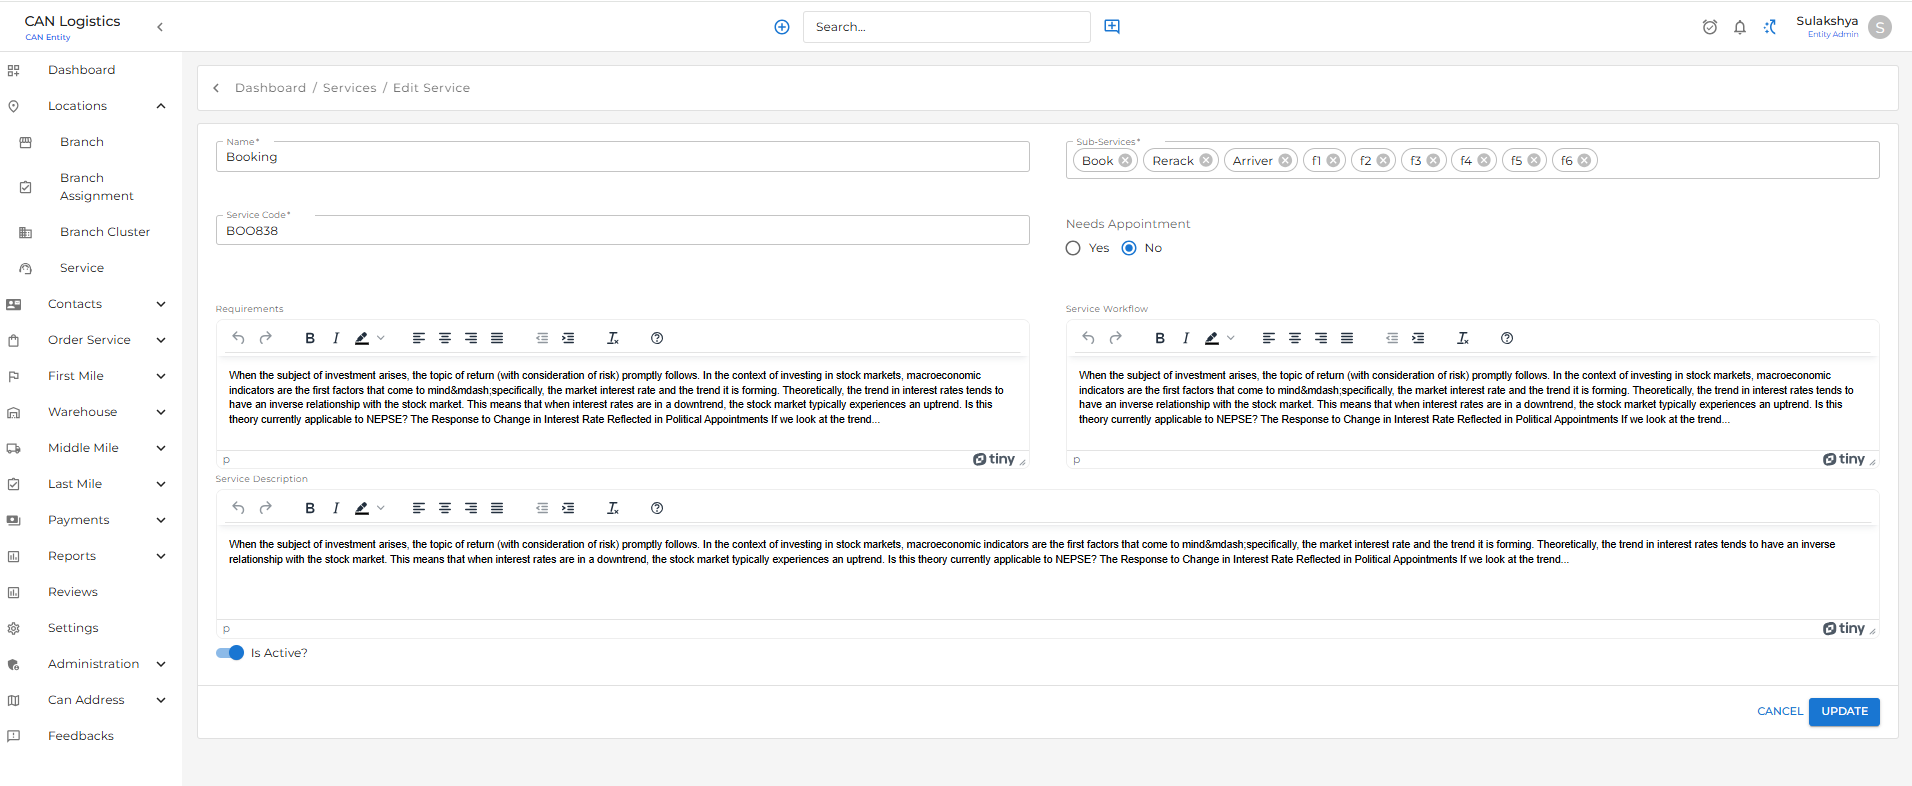 CAN Logistics
CAN Entity
Search...
Sulakshya
Entity Admin
S
Dashboard
Locations
Branch
Branch
Assignment
Branch Cluster
Service
Contacts
Order Service
First Mile
Warehouse
Middle Mile
Last Mile
Payments
Reports
Reviews
Settings
Administration
Can Address
Feedbacks
Dashboard / Services / Edit Service
Name*
Booking
Sub-Services*
Book Rerack Arriver f1 f2 f3 f4 f5 f6
Service Code*
BOO838
Needs Appointment
Yes No
Requirements
When the subject of investment arises, the topic of return (with consideration of risk) promptly follows. In the context of investing in stock markets, macroeconomic
indicators are the first factors that come to mind&mdash;specifically, the market interest rate and the trend it is forming. Theoretically, the trend in interest rates tends to
have an inverse relationship with the stock market. This means that when interest rates are in a downtrend, the stock market typically experiences an uptrend. Is this
theory currently applicable to NEPSE? The Response to Change in Interest Rate Reflected in Political Appointments If we look at the trend...
p
tiny
Service Workflow
When the subject of investment arises, the topic of return (with consideration of risk) promptly follows. In the context of investing in stock markets, macroeconomic
indicators are the first factors that come to mind&mdash;specifically, the market interest rate and the trend it is forming. Theoretically, the trend in interest rates tends to
have an inverse relationship with the stock market. This means that when interest rates are in a downtrend, the stock market typically experiences an uptrend. Is this
theory currently applicable to NEPSE? The Response to Change in Interest Rate Reflected in Political Appointments If we look at the trend...
p
tiny
Service Description
When the subject of investment arises, the topic of return (with consideration of risk) promptly follows. In the context of investing in stock markets, macroeconomic indicators are the first factors that come to mind&mdash;specifically, the market interest rate and the trend it is forming. Theoretically, the trend in interest rates tends to have an inverse
relationship with the stock market. This means that when interest rates are in a downtrend, the stock market typically experiences an uptrend. Is this theory currently applicable to NEPSE? The Response to Change in Interest Rate Reflected in Political Appointments If we look at the trend...
p
tiny
Is Active?
CANCEL
UPDATE